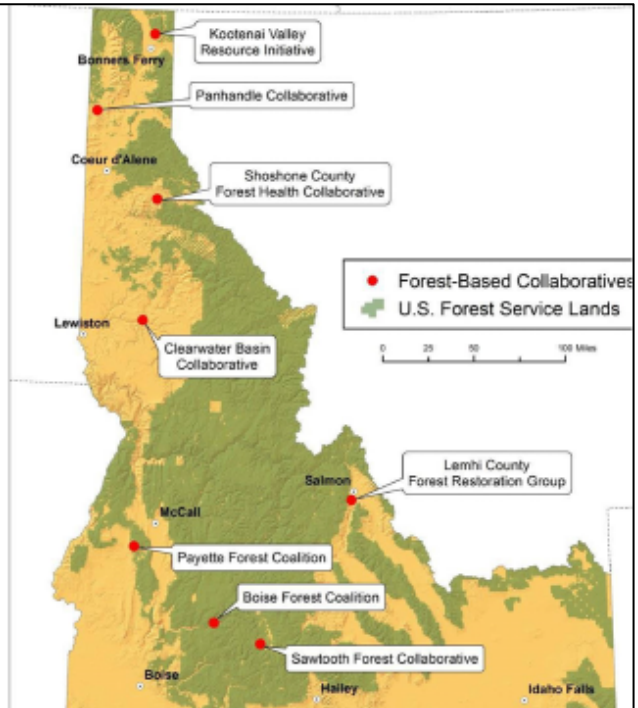 Kootenai Valley
Resource Initiative
Bonners Ferry
Panhandle Collaborative
Coeur d'Alene
Shoshone County
Forest Health Collaborative
Forest-Based Collaboratives
U.S. Forest Service Lands
0 25 50 100 Miles
Lewiston
Clearwater Basin
Collaborative
Lemhi County
Forest Restoration Group
Salmon
McCall
Payette Forest Coalition
Boise Forest Coalition
Sawtooth Forest Collaborative
Boise
Hailey
Idaho Falls